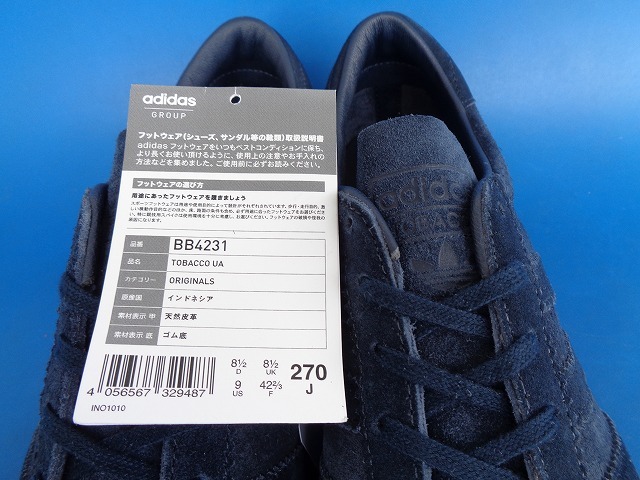 adidas
GROUP
フットウェア(シューズ、サンダル等の靴類)取扱説明書
adidas フットウェアをいつもベストコンディションに保ち、
より長くお使い頂けるように、使用上の注意やお手入れの
方法などを集めました。ご使用前に必ずお読みください。
フットウェアの選び方
用途にあったフットウェアを履きましょう
品番 BB4231
品名 TOBACCO UA
カテゴリー ORIGINALS
原産国 インドネシア
素材表示 甲 天然皮革
素材表示 底 ゴム底
8½ 8½ 270
D UK J
9 42⅔
US F
4 056567 329487
INO1010
adidas